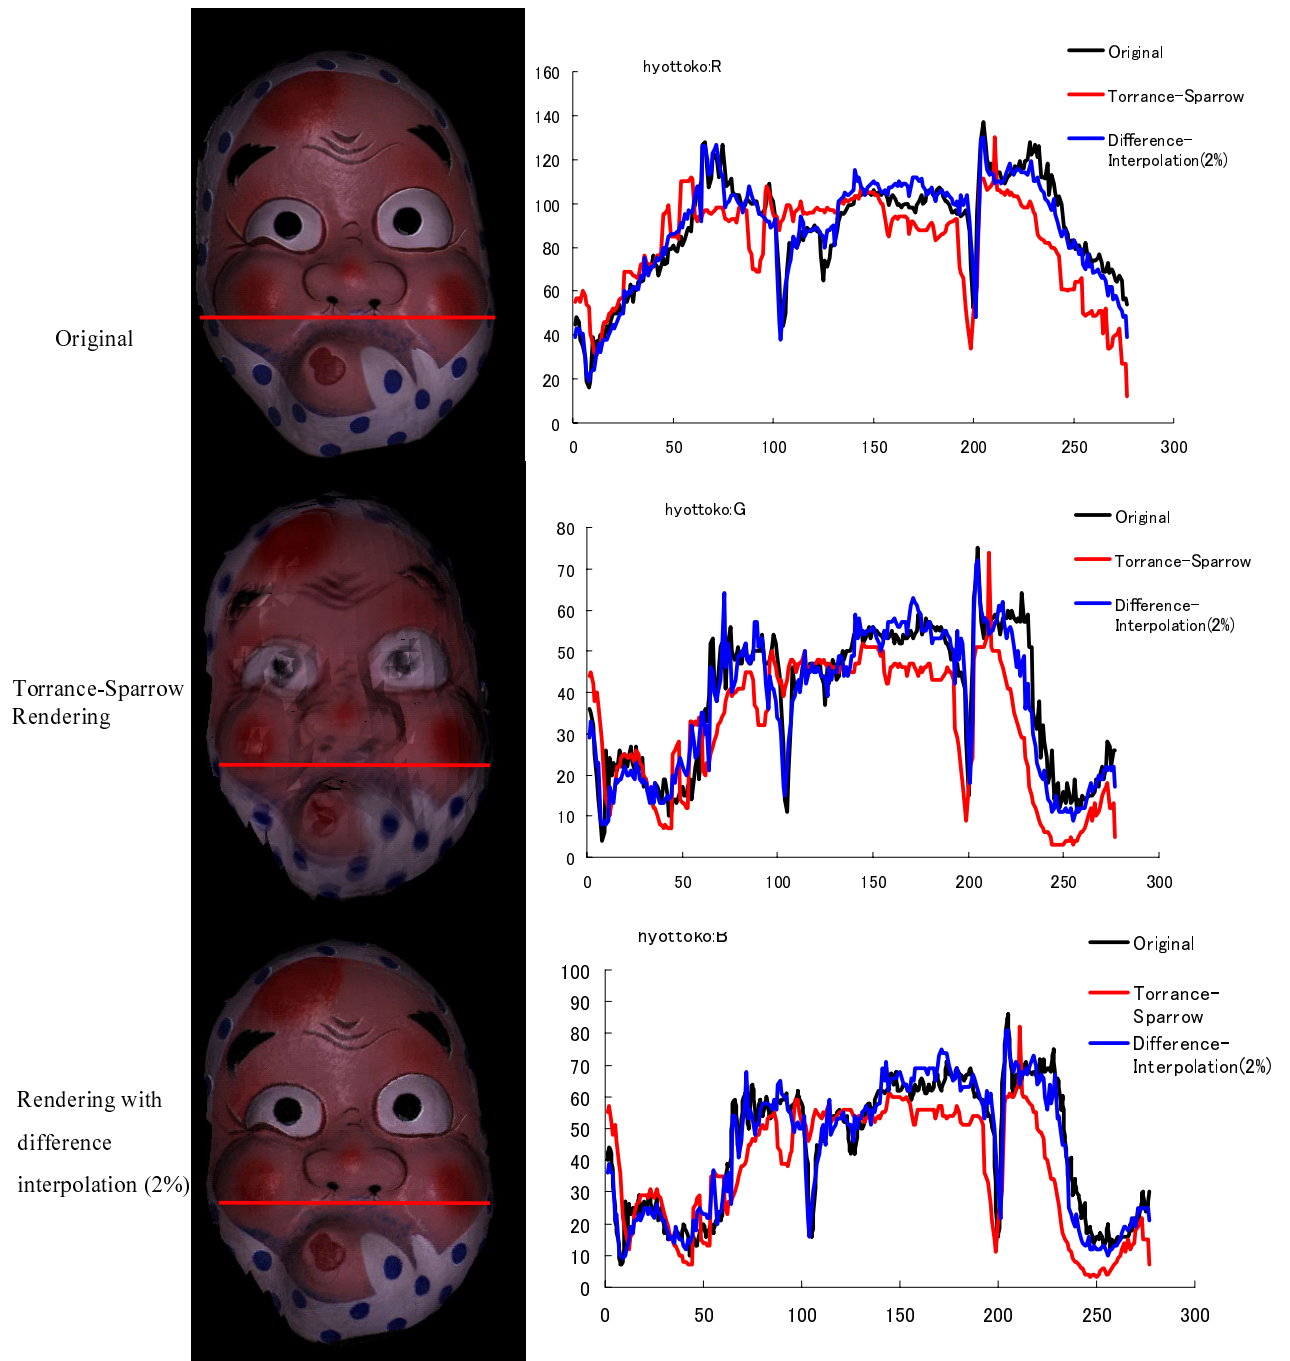 Original
hyottoko:R
Original
Torrance-Sparrow
Difference-
Interpolation(2%)
160
140
120
100
80
60
40
20
0
0 50 100 150 200 250 300
Torrance-Sparrow
Rendering
hyottoko:G
Original
Torrance-Sparrow
Difference-
Interpolation(2%)
80
70
60
50
40
30
20
10
0
0 50 100 150 200 250 300
Rendering with
difference
interpolation (2%)
hyottoko:B
Original
Torrance-
Sparrow
Difference-
Interpolation(2%)
100
90
80
70
60
50
40
30
20
10
0
0 50 100 150 200 250 300